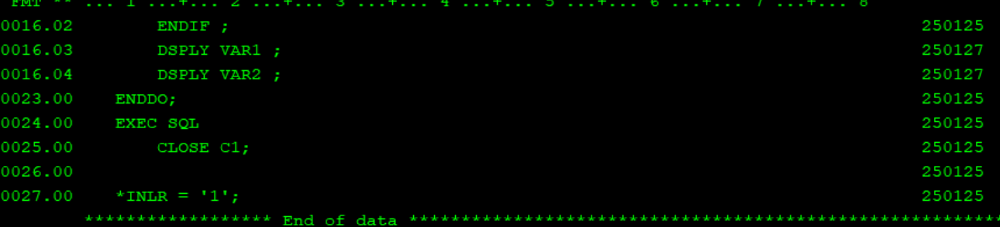 FMT ** ... 1 ...+... 2 ...+... 3 ...+... 4 ...+... 5 ...+... 6 ...+... 7 ...+... 8
0016.02 ENDIF ; 250125
0016.03 DSPLY VAR1 ; 250127
0016.04 DSPLY VAR2 ; 250127
0023.00 ENDDO; 250125
0024.00 EXEC SQL 250125
0025.00 CLOSE C1; 250125
0026.00 250125
0027.00 *INLR = '1'; 250125
****************** End of data *********************************************************